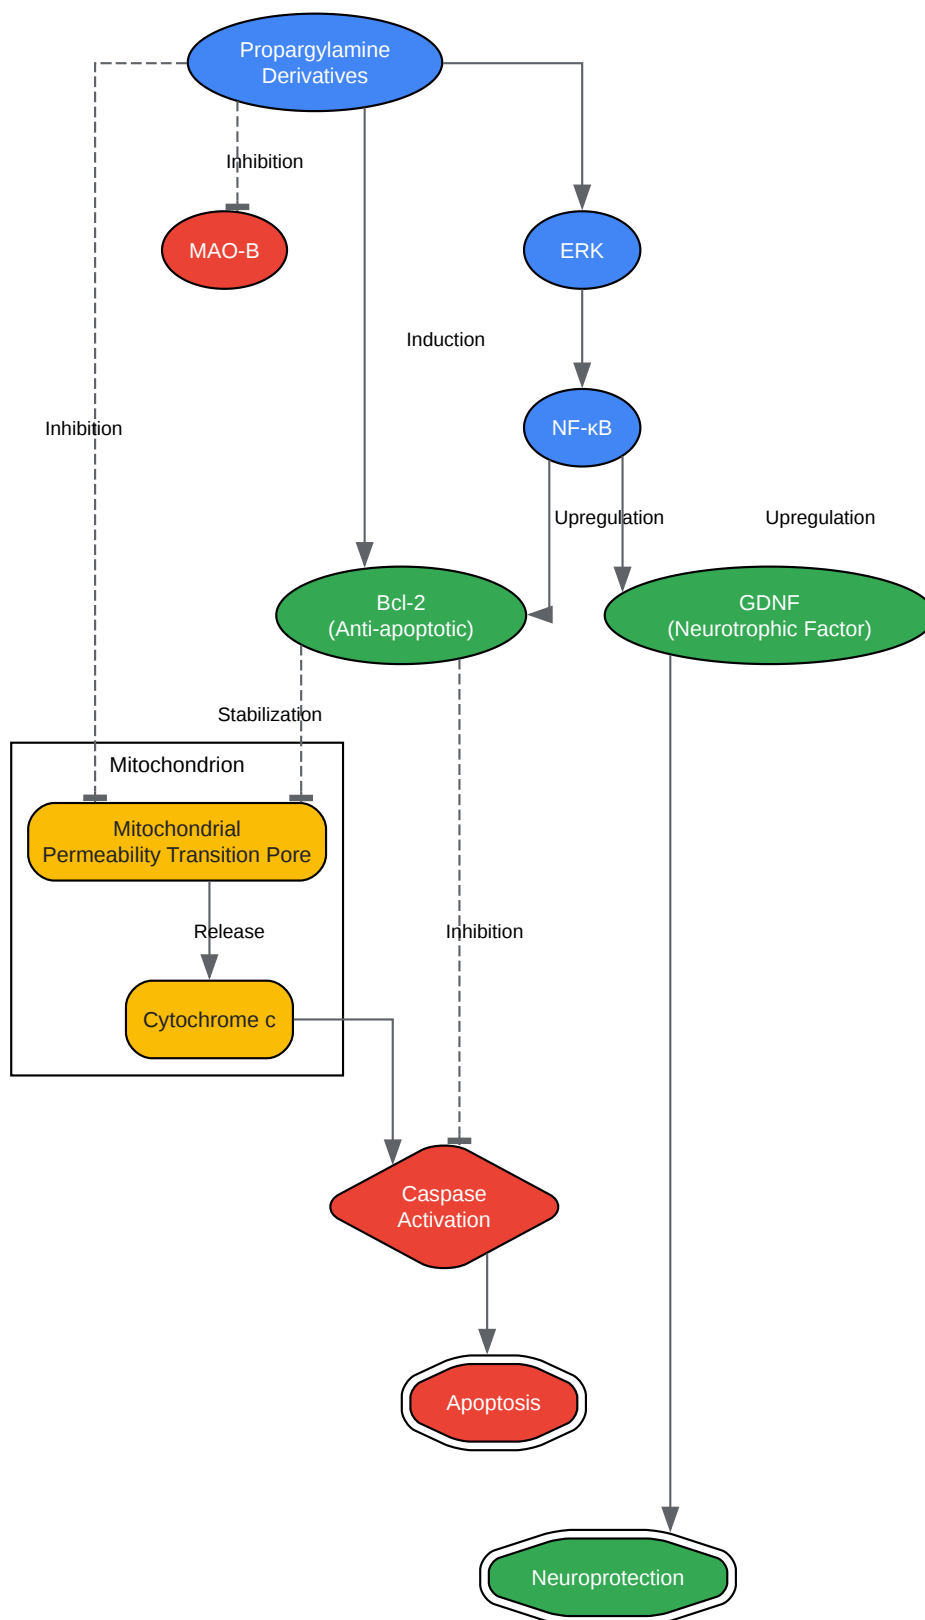 Propargylamine
Derivatives
Inhibition
MAO-B
ERK
Induction
Inhibition
NF-κB
Upregulation
Upregulation
Bcl-2
(Anti-apoptotic)
GDNF
(Neurotrophic Factor)
Stabilization
Mitochondrion
Mitochondrial
Permeability Transition Pore
Release
Inhibition
Cytochrome c
Caspase
Activation
Apoptosis
Neuroprotection